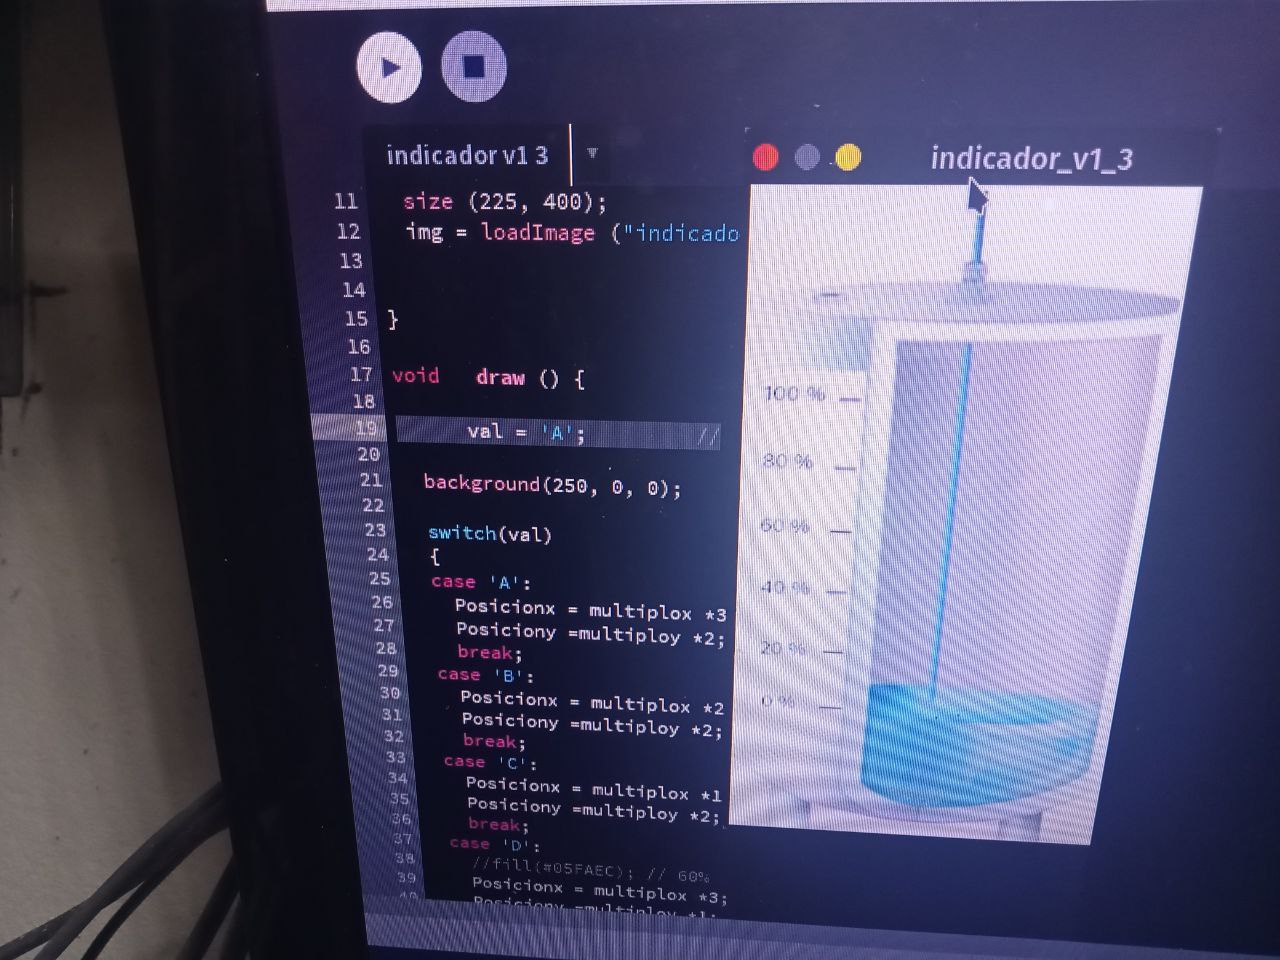 indicador v1 3
indicador_v1_3
11 size (225, 400);
12 img = loadImage ("indicado
13
14
15 }
16
17 void draw () {
18
19 val = 'A'; //
20
21 background(250, 0, 0);
22
23 switch(val)
24 {
25 case 'A':
26 Posicionx = multiplox *3
27 Posiciony =multiploy *2;
28 break;
29 case 'B':
30 Posicionx = multiplox *2
31 Posiciony =multiploy *2;
32 break;
33 case 'C':
34 Posicionx = multiplox *1
35 Posiciony =multiploy *2;
36 break;
37 case 'D':
38 //fill(#05FAEC); // 60%
39 Posicionx = multiplox *3;
40 Posiciony =multiploy *1;
100 %
80 %
60 %
40 %
20 %
0 %